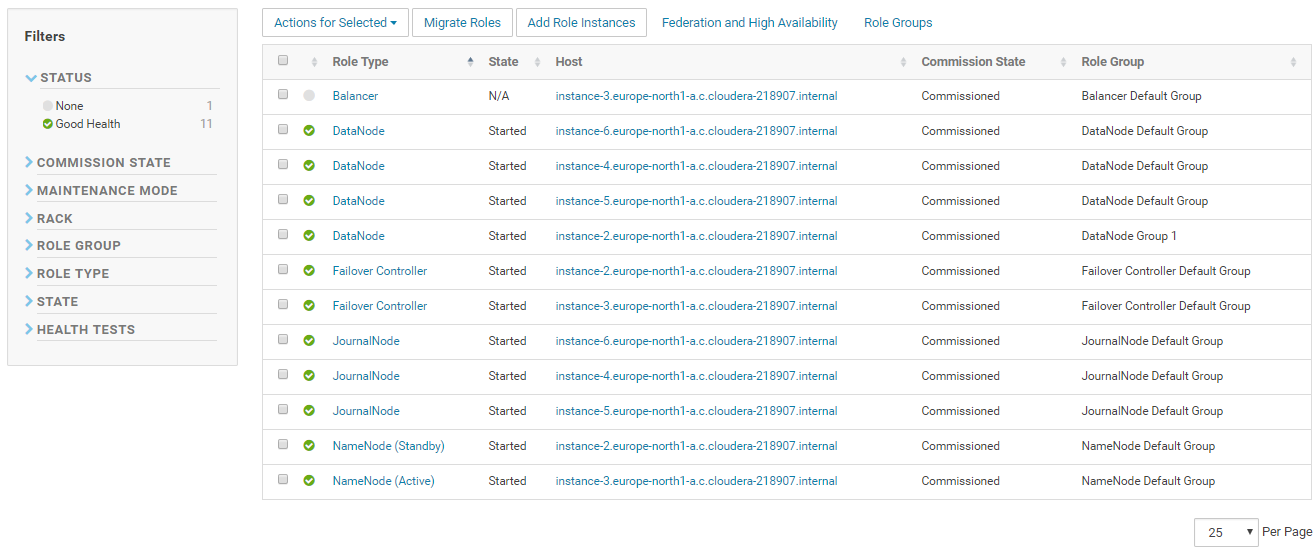 Filters
STATUS
None 1
Good Health 11
COMMISSION STATE
MAINTENANCE MODE
RACK
ROLE GROUP
ROLE TYPE
STATE
HEALTH TESTS
Actions for Selected Migrate Roles Add Role Instances Federation and High Availability Role Groups
Role Type State Host Commission State Role Group
Balancer N/A instance-3.europe-north1-a.c.cloudera-218907.internal Commissioned Balancer Default Group
DataNode Started instance-6.europe-north1-a.c.cloudera-218907.internal Commissioned DataNode Default Group
DataNode Started instance-4.europe-north1-a.c.cloudera-218907.internal Commissioned DataNode Default Group
DataNode Started instance-5.europe-north1-a.c.cloudera-218907.internal Commissioned DataNode Default Group
DataNode Started instance-2.europe-north1-a.c.cloudera-218907.internal Commissioned DataNode Group 1
Failover Controller Started instance-2.europe-north1-a.c.cloudera-218907.internal Commissioned Failover Controller Default Group
Failover Controller Started instance-3.europe-north1-a.c.cloudera-218907.internal Commissioned Failover Controller Default Group
JournalNode Started instance-6.europe-north1-a.c.cloudera-218907.internal Commissioned JournalNode Default Group
JournalNode Started instance-4.europe-north1-a.c.cloudera-218907.internal Commissioned JournalNode Default Group
JournalNode Started instance-5.europe-north1-a.c.cloudera-218907.internal Commissioned JournalNode Default Group
NameNode (Standby) Started instance-2.europe-north1-a.c.cloudera-218907.internal Commissioned NameNode Default Group
NameNode (Active) Started instance-3.europe-north1-a.c.cloudera-218907.internal Commissioned NameNode Default Group
25 Per Page